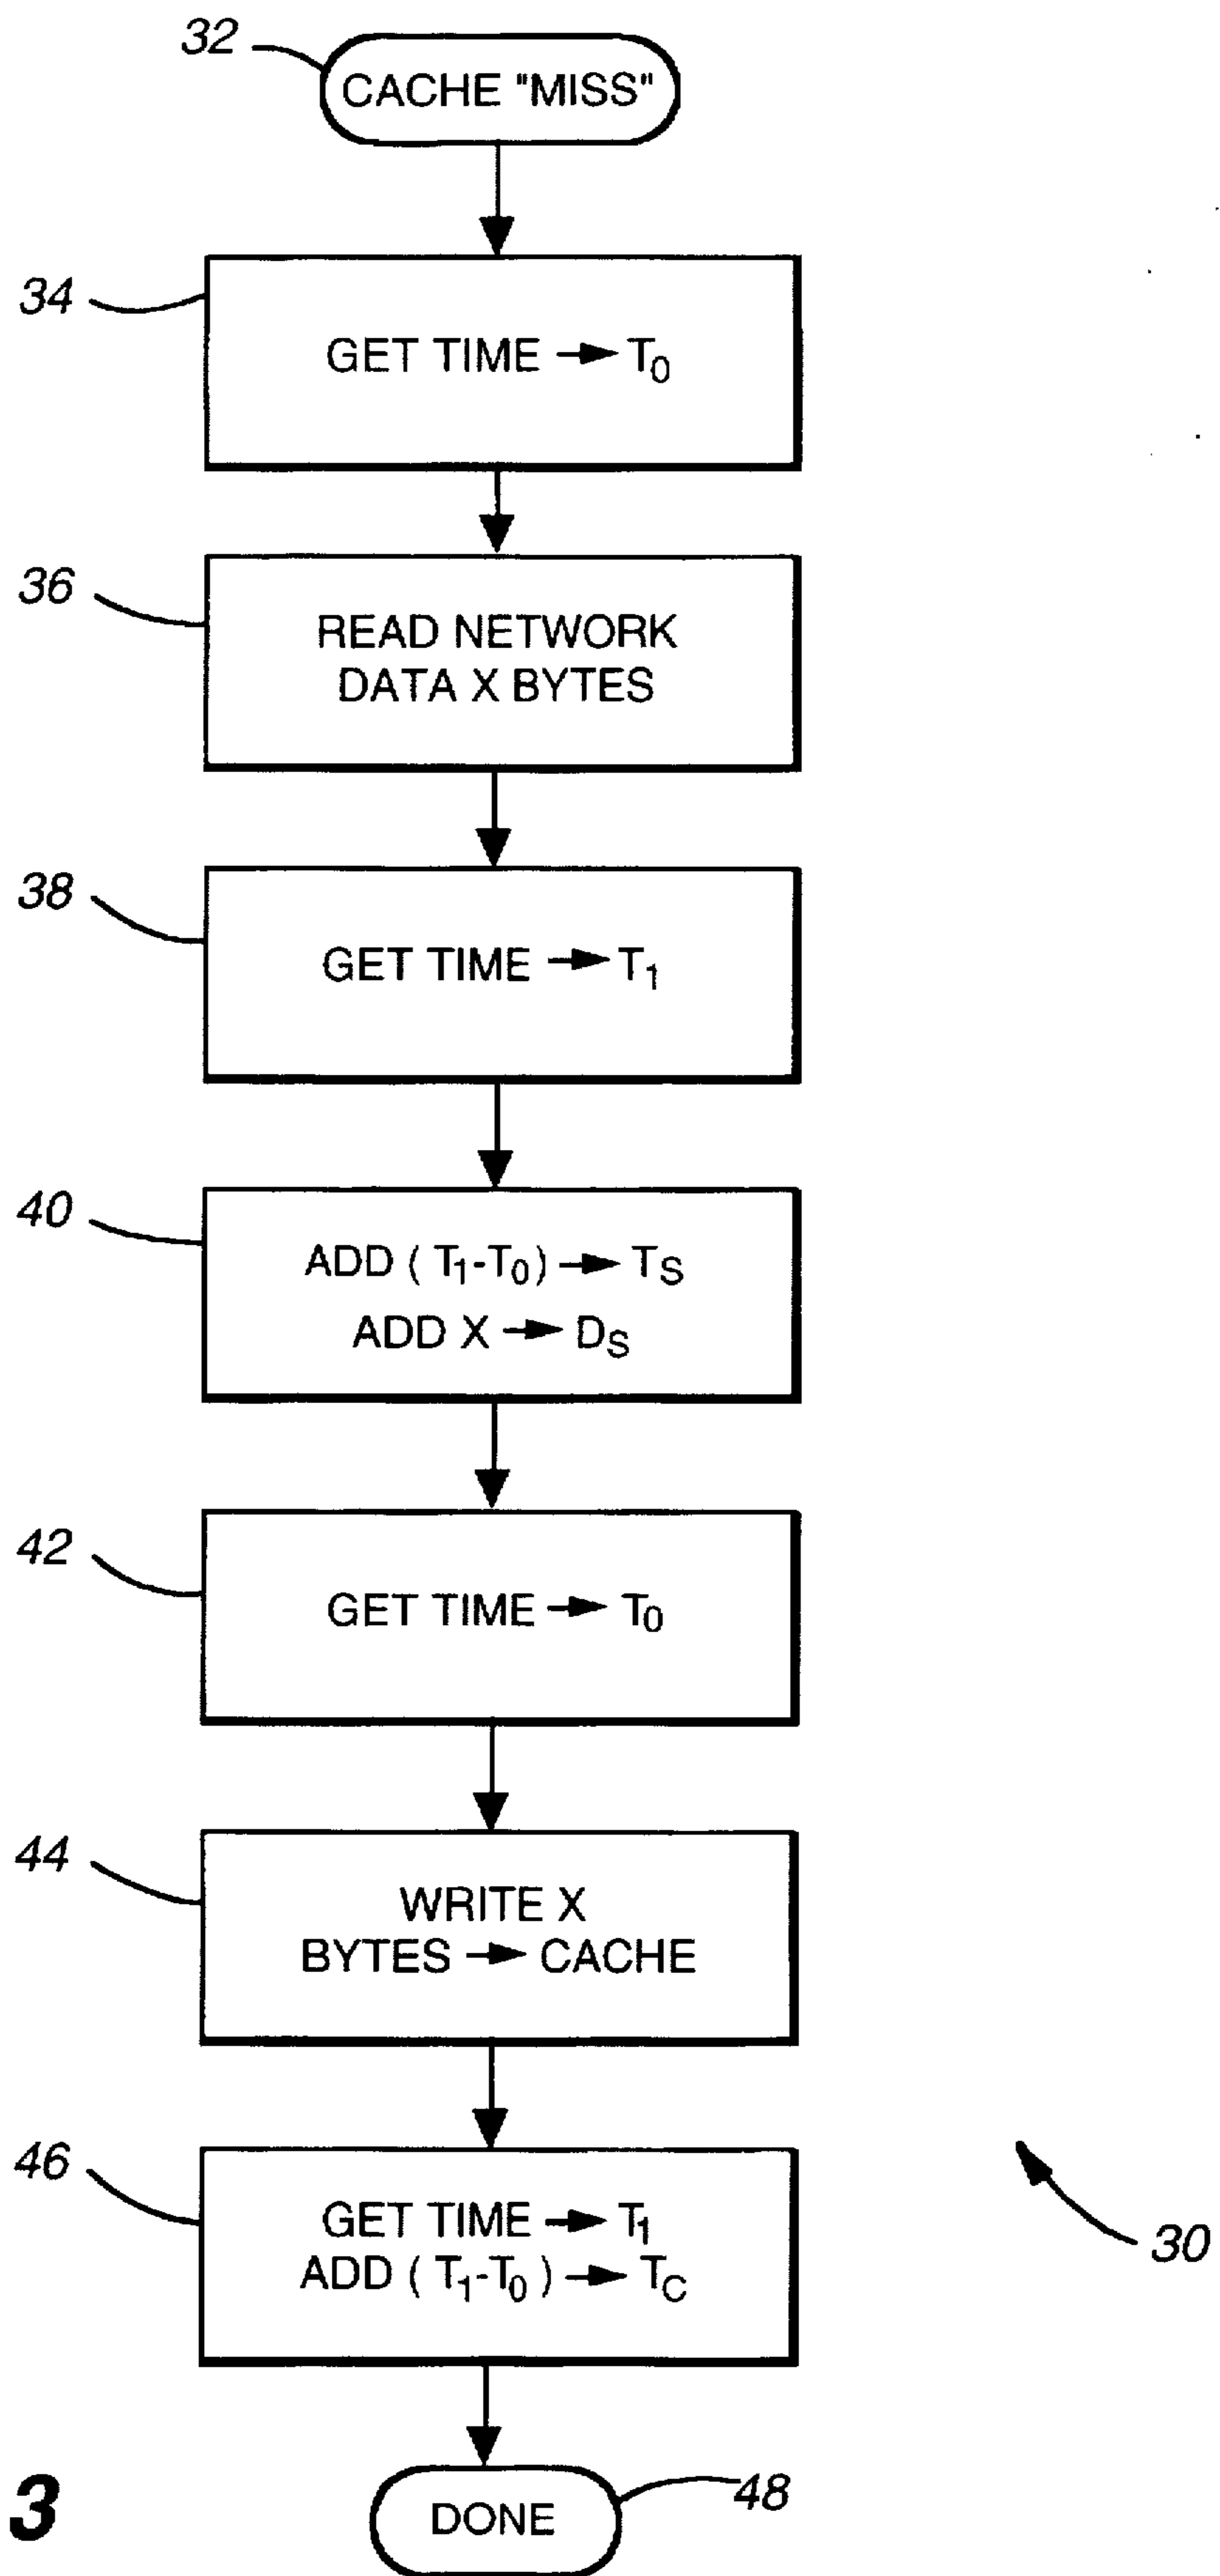 32
CACHE "MISS"
34
GET TIME → T₀
36
READ NETWORK
DATA X BYTES
38
GET TIME → T₁
40
ADD ( T₁-T₀) → Tₛ
ADD X → Dₛ
42
GET TIME → T₀
44
WRITE X
BYTES → CACHE
46
GET TIME → T₁
ADD ( T₁-T₀ ) → T_C
30
DONE
48
3